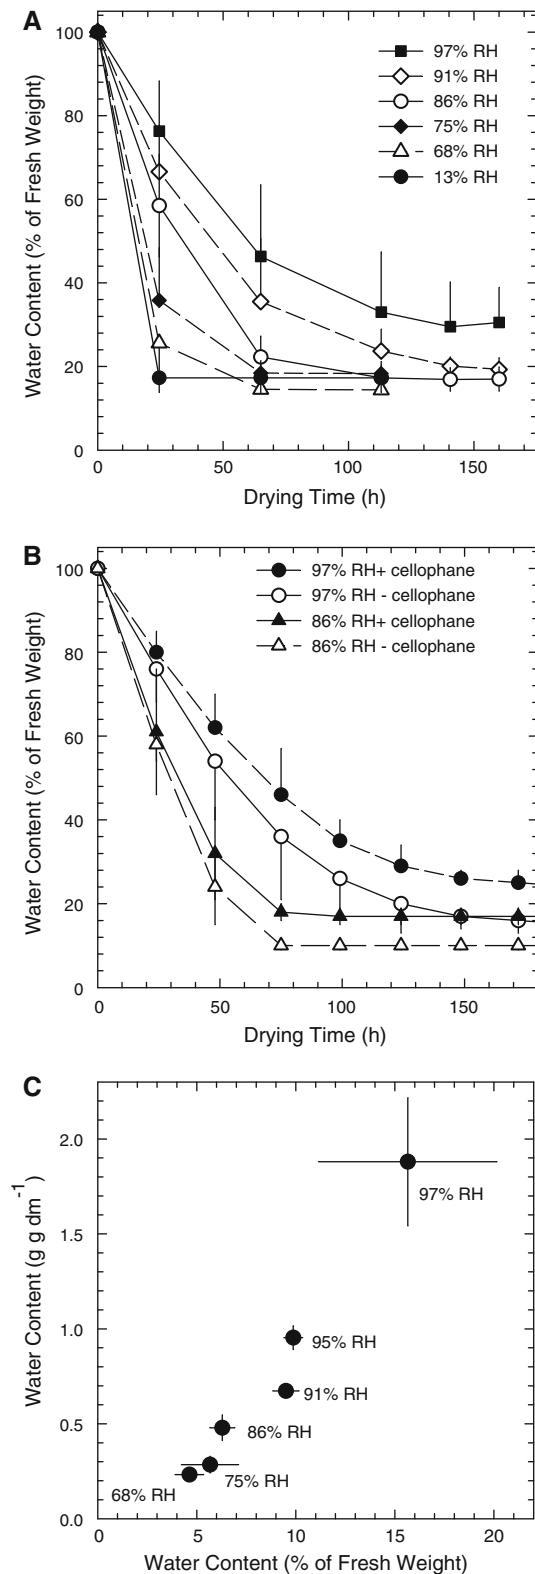 A
100
80
60
40
20
0
Water Content (% of Fresh Weight)
97% RH
91% RH
86% RH
75% RH
68% RH
13% RH
0 50 100 150
Drying Time (h)
B
100
80
60
40
20
0
Water Content (% of Fresh Weight)
97% RH+ cellophane
97% RH - cellophane
86% RH+ cellophane
86% RH - cellophane
0 50 100 150
Drying Time (h)
C
2.0
1.5
1.0
0.5
0.0
Water Content (g g dm⁻¹)
97% RH
95% RH
91% RH
86% RH
75% RH
68% RH
0 5 10 15 20
Water Content (% of Fresh Weight)